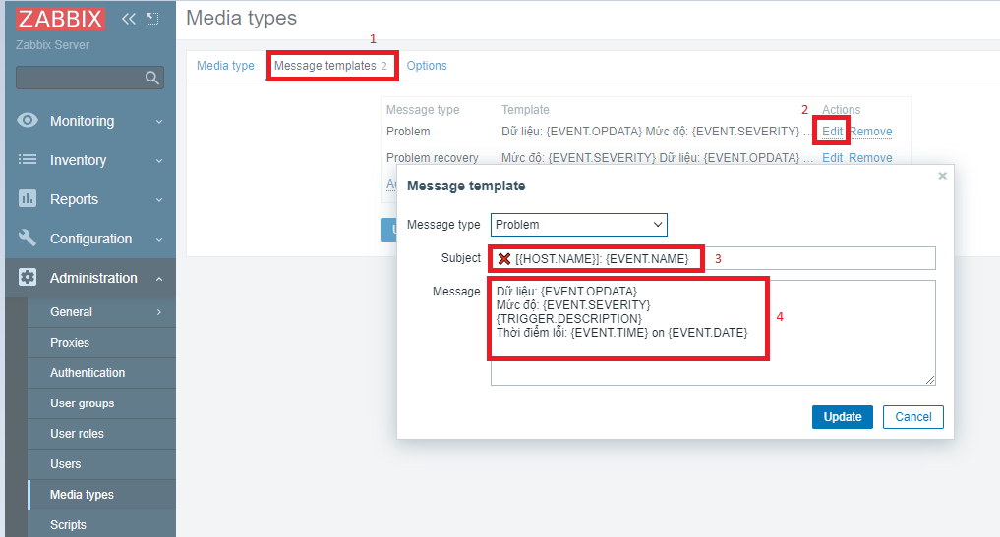 ZABBIX
Zabbix Server
Monitoring
Inventory
Reports
Configuration
Administration
General
Proxies
Authentication
User groups
User roles
Users
Media types
Scripts
Media types
1
Media type Message templates 2 Options
Message type Template 2 Actions
Problem Dữ liệu: {EVENT.OPDATA} Mức độ: {EVENT.SEVERITY} ... Edit Remove
Problem recovery Mức độ: {EVENT.SEVERITY} Dữ liệu: {EVENT.OPDATA} ... Edit Remove
Message template
Message type Problem
Subject ❌ [{HOST.NAME}]: {EVENT.NAME} 3
Message
Dữ liệu: {EVENT.OPDATA}
Mức độ: {EVENT.SEVERITY}
{TRIGGER.DESCRIPTION}
Thời điểm lỗi: {EVENT.TIME} on {EVENT.DATE}
4
Update Cancel